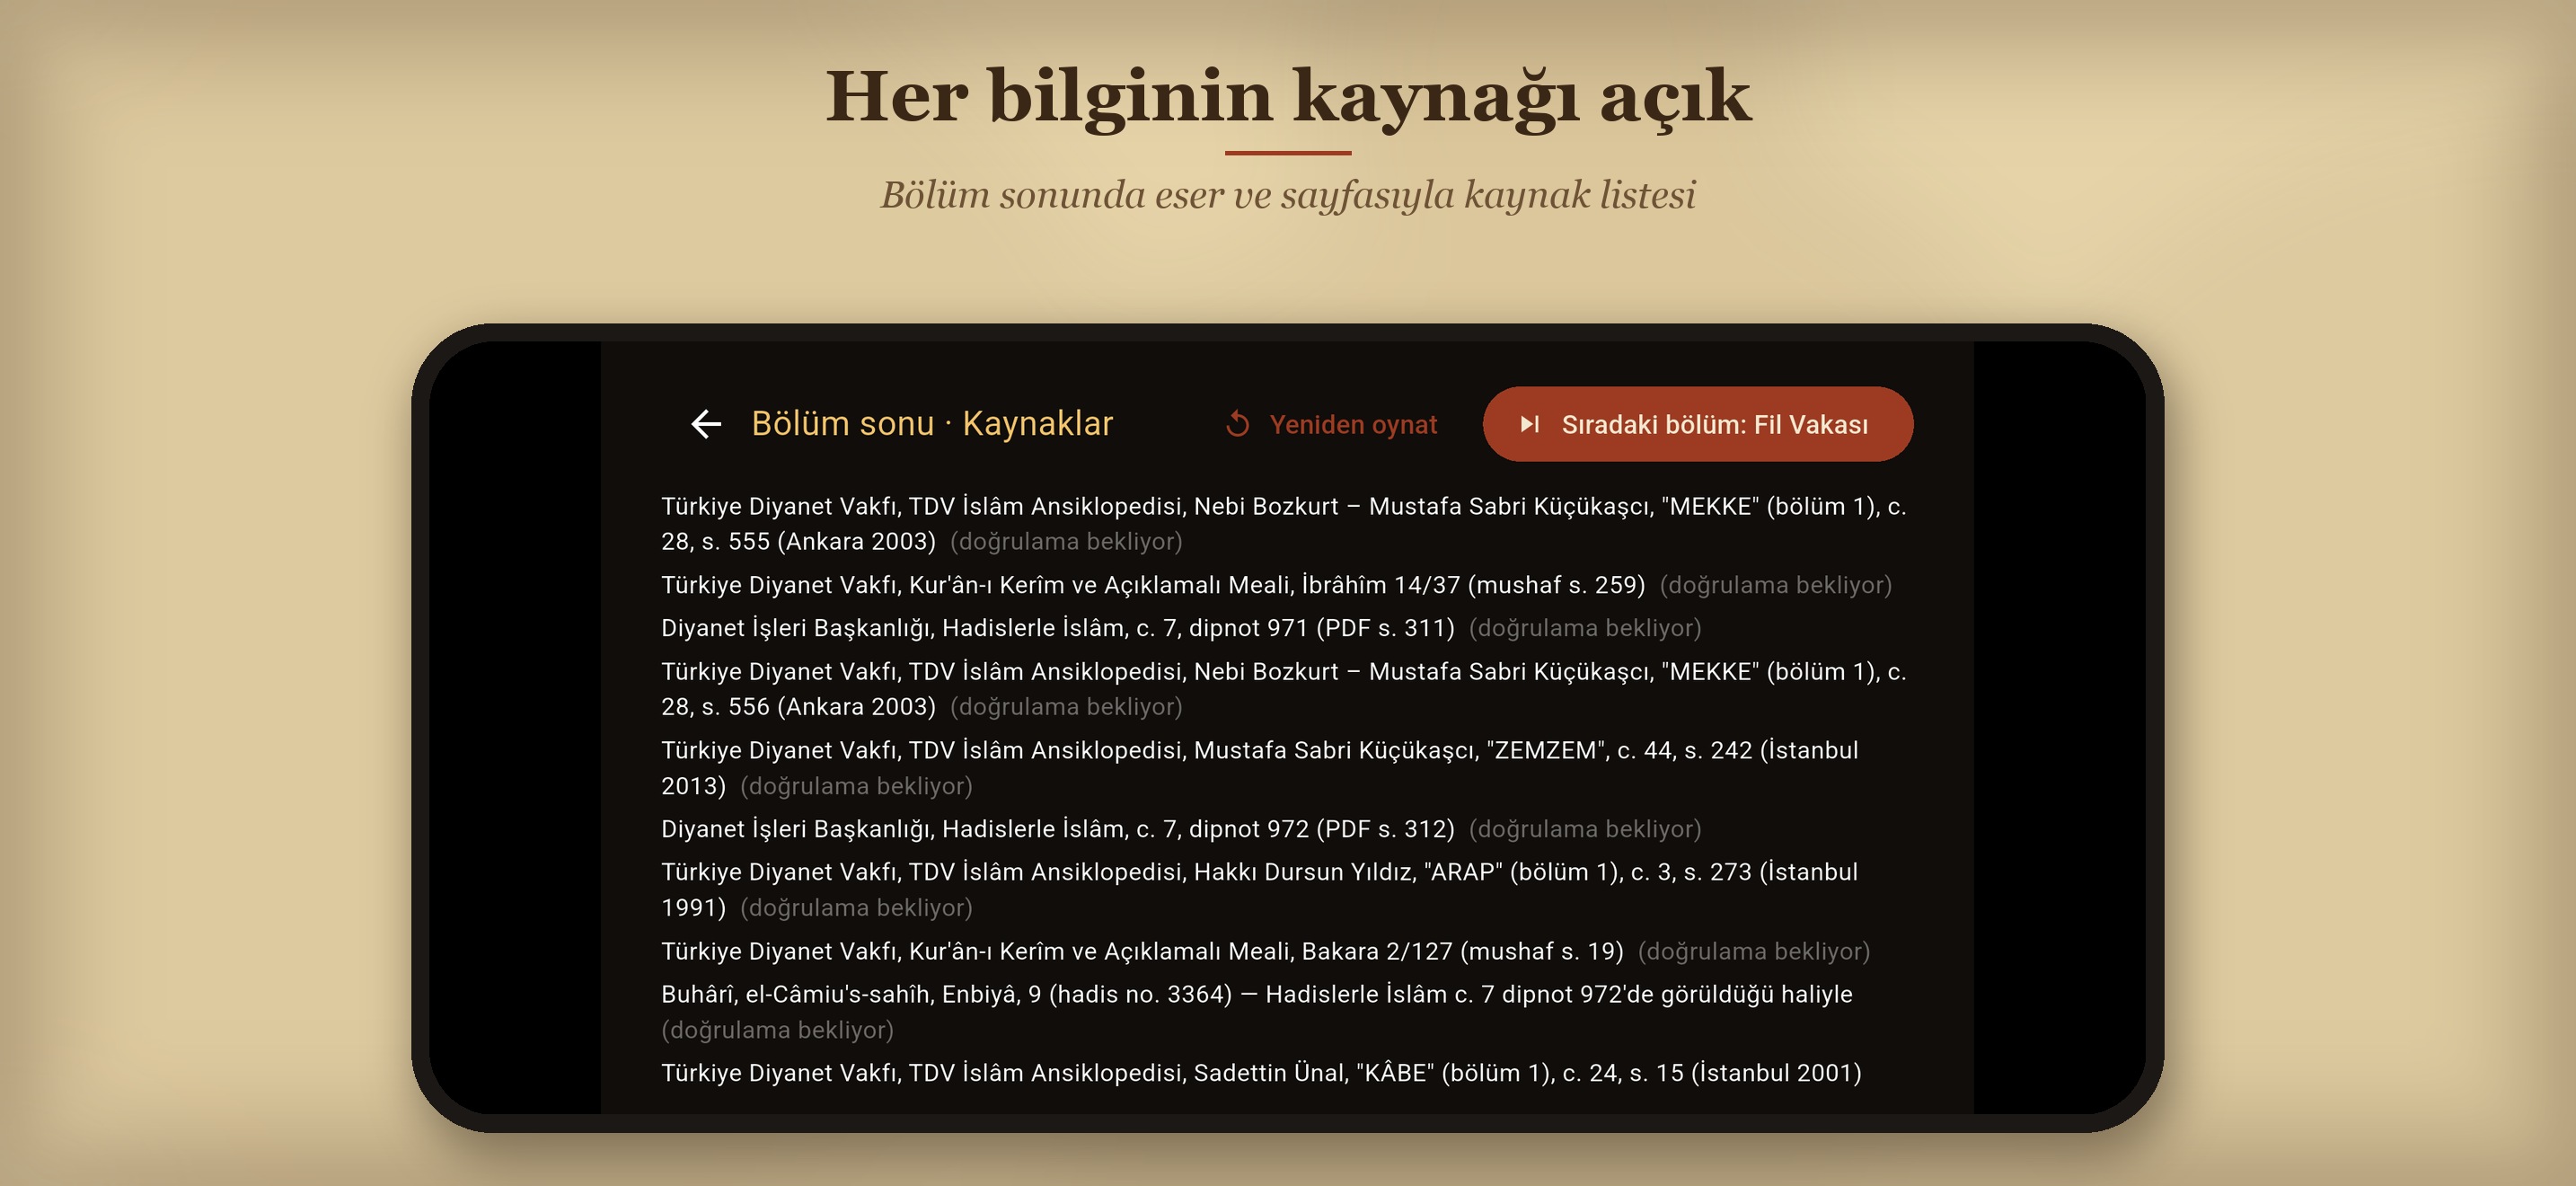 Her bilginin kaynağı açık
Bölüm sonunda eser ve sayfasıyla kaynak listesi
Bölüm sonu · Kaynaklar
Yeniden oynat
Sıradaki bölüm: Fil Vakası
Türkiye Diyanet Vakfı, TDV İslâm Ansiklopedisi, Nebi Bozkurt – Mustafa Sabri Küçükaşcı, "MEKKE" (bölüm 1), c.
28, s. 555 (Ankara 2003) (doğrulama bekliyor)
Türkiye Diyanet Vakfı, Kur'ân-ı Kerîm ve Açıklamalı Meali, İbrâhîm 14/37 (mushaf s. 259) (doğrulama bekliyor)
Diyanet İşleri Başkanlığı, Hadislerle İslâm, c. 7, dipnot 971 (PDF s. 311) (doğrulama bekliyor)
Türkiye Diyanet Vakfı, TDV İslâm Ansiklopedisi, Nebi Bozkurt – Mustafa Sabri Küçükaşcı, "MEKKE" (bölüm 1), c.
28, s. 556 (Ankara 2003) (doğrulama bekliyor)
Türkiye Diyanet Vakfı, TDV İslâm Ansiklopedisi, Mustafa Sabri Küçükaşcı, "ZEMZEM", c. 44, s. 242 (İstanbul
2013) (doğrulama bekliyor)
Diyanet İşleri Başkanlığı, Hadislerle İslâm, c. 7, dipnot 972 (PDF s. 312) (doğrulama bekliyor)
Türkiye Diyanet Vakfı, TDV İslâm Ansiklopedisi, Hakkı Dursun Yıldız, "ARAP" (bölüm 1), c. 3, s. 273 (İstanbul
1991) (doğrulama bekliyor)
Türkiye Diyanet Vakfı, Kur'ân-ı Kerîm ve Açıklamalı Meali, Bakara 2/127 (mushaf s. 19) (doğrulama bekliyor)
Buhârî, el-Câmiu's-sahîh, Enbiyâ, 9 (hadis no. 3364) — Hadislerle İslâm c. 7 dipnot 972'de görüldüğü haliyle
(doğrulama bekliyor)
Türkiye Diyanet Vakfı, TDV İslâm Ansiklopedisi, Sadettin Ünal, "KÂBE" (bölüm 1), c. 24, s. 15 (İstanbul 2001)